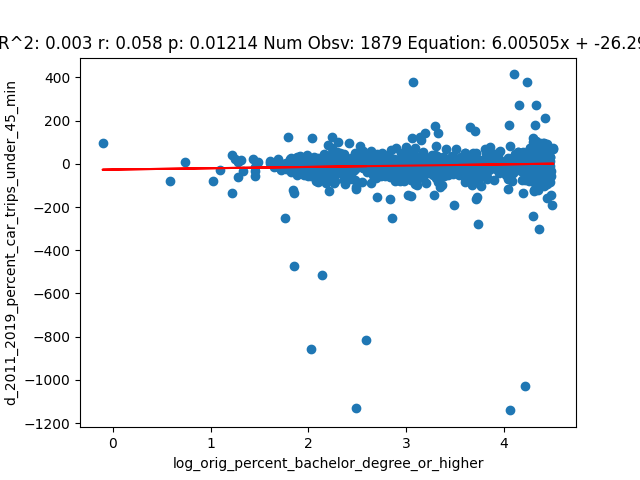 R^2: 0.003 r: 0.058 p: 0.01214 Num Obsv: 1879 Equation: 6.00505x + -26.29
d_2011_2019_percent_car_trips_under_45_min
400
200
0
−200
−400
−600
−800
−1000
−1200
0 1 2 3 4
log_orig_percent_bachelor_degree_or_higher